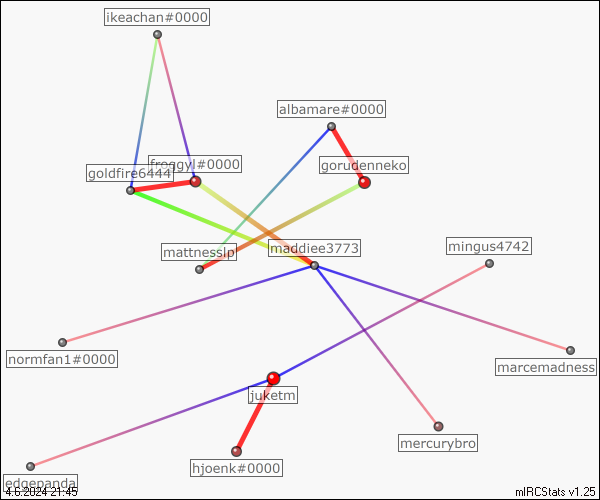 ikeachan#0000
albamare#0000
froggyl#0000
gorudenneko
goldfire6444
mattnesslp
maddiee3773
mingus4742
normfan1#0000
marcemadness
juketm
mercurybro
hjoenk#0000
edgepanda
4.6.2024 21:45
mIRCStats v1.25